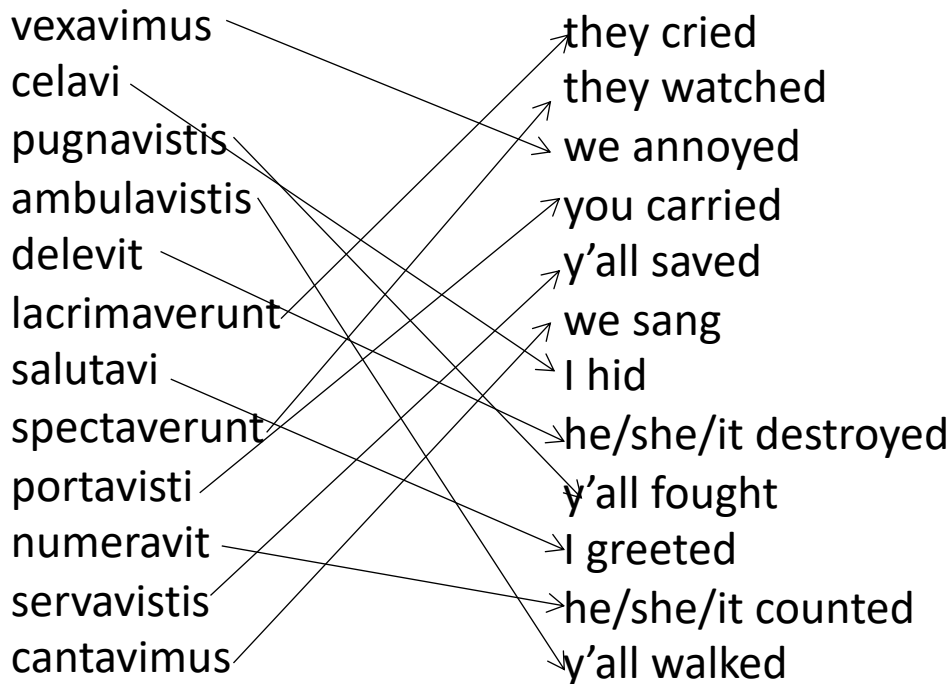 vexavimus
celavi
pugnavistis
ambulavistis
delevit
lacrimaverunt
salutavi
spectaverunt
portavisti
numeravit
servavistis
cantavimus
they cried
they watched
we annoyed
you carried
y’all saved
we sang
I hid
he/she/it destroyed
y’all fought
I greeted
he/she/it counted
y’all walked